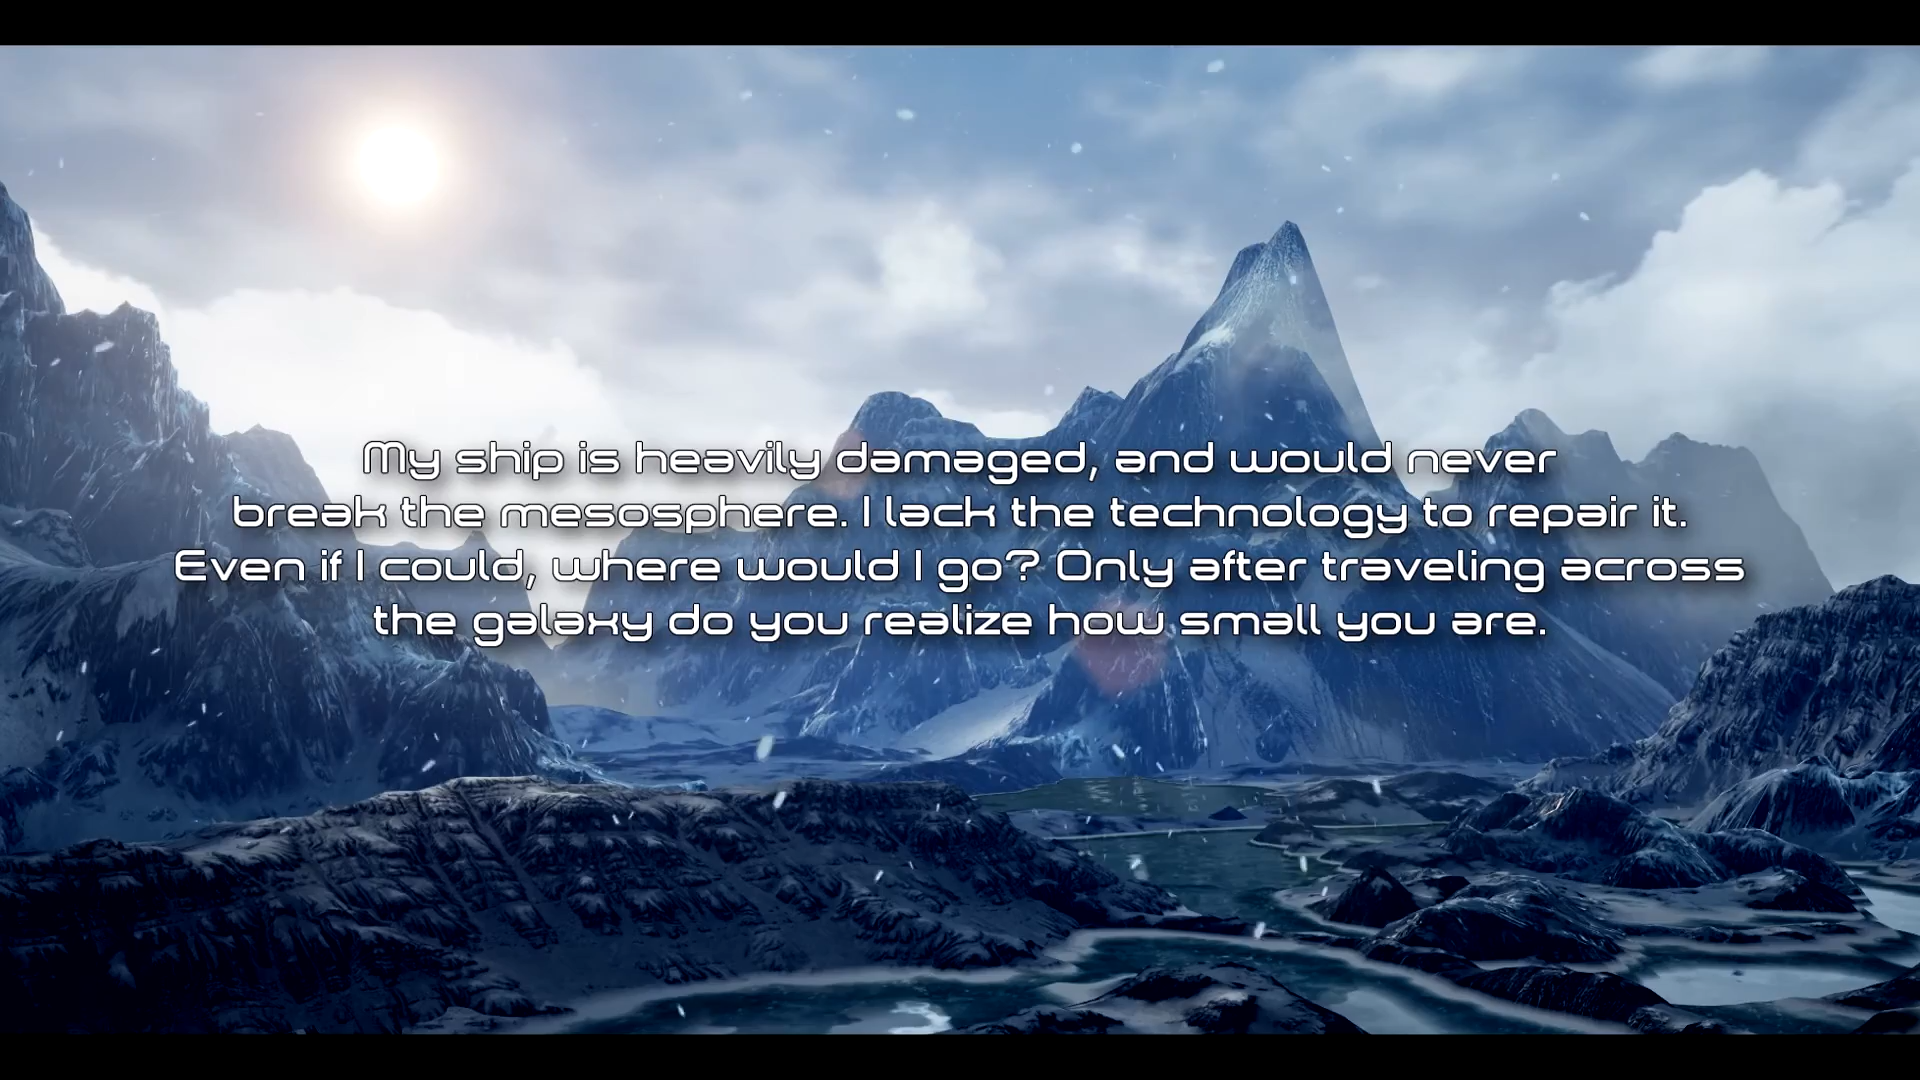 My ship is heavily damaged, and would never
break the mesosphere. I lack the technology to repair it.
Even if I could, where would I go? Only after traveling across
the galaxy do you realize how small you are.